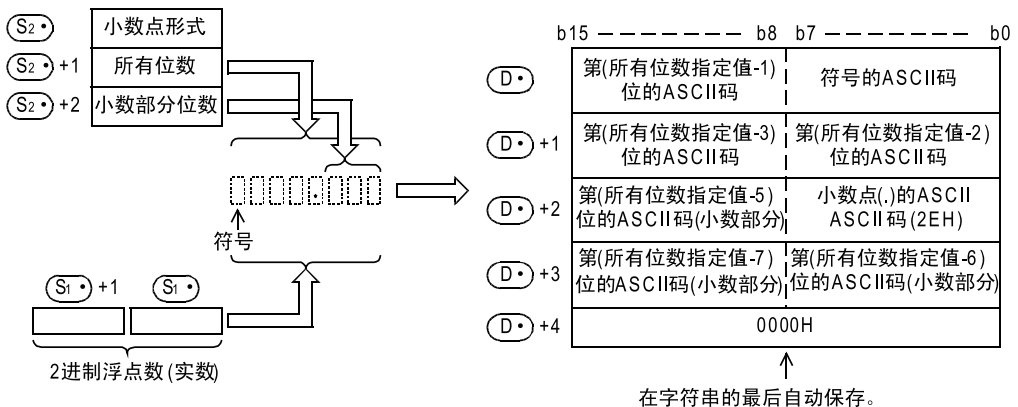 S2• 小数点形式
S2• +1 所有位数
S2• +2 小数部分位数
.
符号
S1• +1 S1•
2进制浮点数(实数)
b15 b8 b7 b0
D•
第(所有位数指定值-1)
位的ASCII码
符号的ASCII码
D• +1
第(所有位数指定值-3)
位的ASCII码
第(所有位数指定值-2)
位的ASCII码
D• +2
第(所有位数指定值-5)
位的ASCII码(小数部分)
小数点(.)的ASCII
ASCII码(2EH)
D• +3
第(所有位数指定值-7)
位的ASCII码(小数部分)
第(所有位数指定值-6)
位的ASCII码(小数部分)
D• +4
0000H
在字符串的最后自动保存。